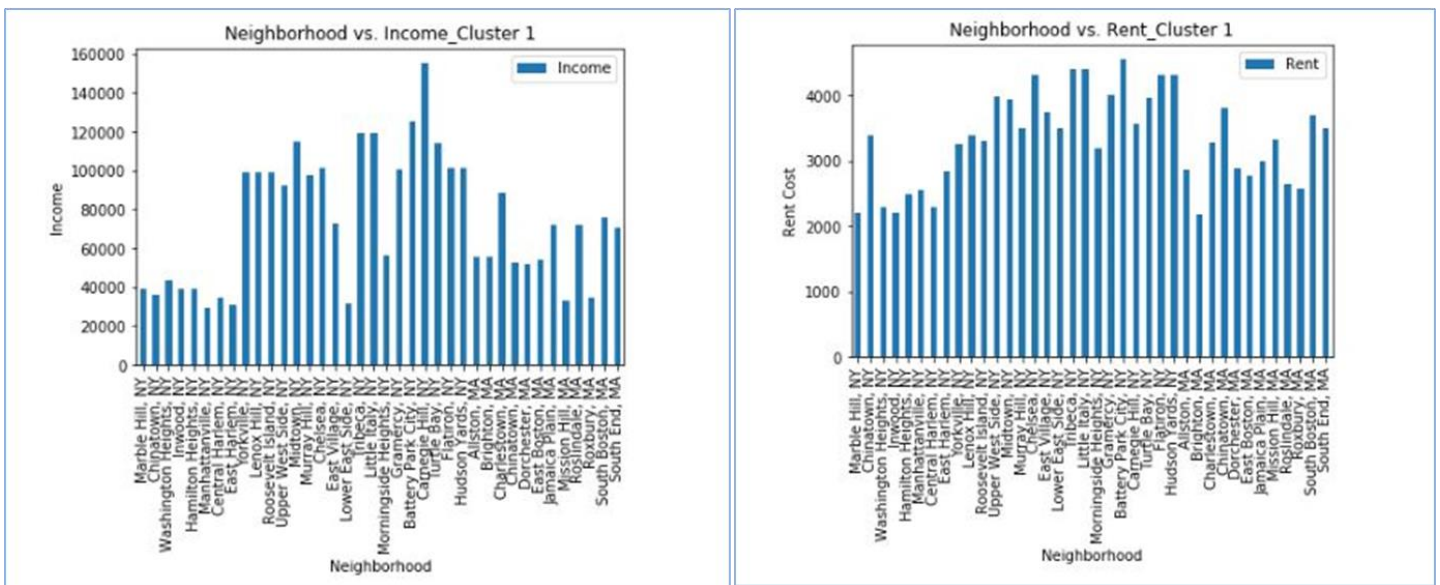 Neighborhood vs. Income_Cluster 1
160000
140000
120000
100000
80000
60000
40000
20000
0
Income
Income
Marble Hill, NY
Chinatown, NY
Washington Heights, NY
Inwood, NY
Hamilton Heights, NY
Manhattanville, NY
Central Harlem, NY
East Harlem, NY
Yorkville, NY
Lenox Hill, NY
Roosevelt Island, NY
Upper West Side, NY
Midtown, NY
Murray Hill, NY
Chelsea, NY
East Village, NY
Lower East Side, NY
Tribeca, NY
Little Italy, NY
Morningside Heights, NY
Gramercy, NY
Battery Park City, NY
Carnegie Hill, NY
Turtle Bay, NY
Flatiron, NY
Hudson Yards, NY
Allston, MA
Brighton, MA
Charlestown, MA
Chinatown, MA
Dorchester, MA
East Boston, MA
Jamaica Plain, MA
Mission Hill, MA
Roslindale, MA
Roxbury, MA
South Boston, MA
South End, MA
Neighborhood
Neighborhood vs. Rent_Cluster 1
4000
3000
2000
1000
0
Rent Cost
Rent
Marble Hill, NY
Chinatown, NY
Washington Heights, NY
Inwood, NY
Hamilton Heights, NY
Manhattanville, NY
Central Harlem, NY
East Harlem, NY
Yorkville, NY
Lenox Hill, NY
Roosevelt Island, NY
Upper West Side, NY
Midtown, NY
Murray Hill, NY
Chelsea, NY
East Village, NY
Lower East Side, NY
Tribeca, NY
Little Italy, NY
Morningside Heights, NY
Gramercy, NY
Battery Park City, NY
Carnegie Hill, NY
Turtle Bay, NY
Flatiron, NY
Hudson Yards, NY
Allston, MA
Brighton, MA
Charlestown, MA
Chinatown, MA
Dorchester, MA
East Boston, MA
Jamaica Plain, MA
Mission Hill, MA
Roslindale, MA
Roxbury, MA
South Boston, MA
South End, MA
Neighborhood